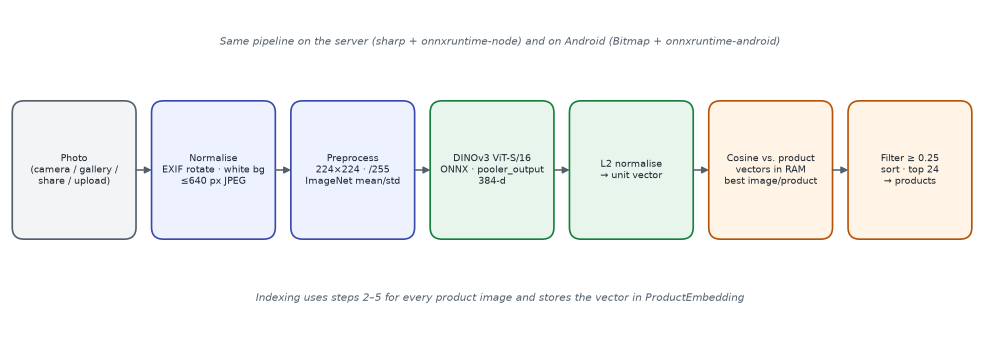 Same pipeline on the server (sharp + onnxruntime-node) and on Android (Bitmap + onnxruntime-android)
Photo
(camera / gallery /
share / upload)
Normalise
EXIF rotate · white bg
≤640 px JPEG
Preprocess
224×224 · /255
ImageNet mean/std
DINOv3 ViT-S/16
ONNX · pooler_output
384-d
L2 normalise
→ unit vector
Cosine vs. product
vectors in RAM
best image/product
Filter ≥ 0.25
sort · top 24
→ products
Indexing uses steps 2–5 for every product image and stores the vector in ProductEmbedding